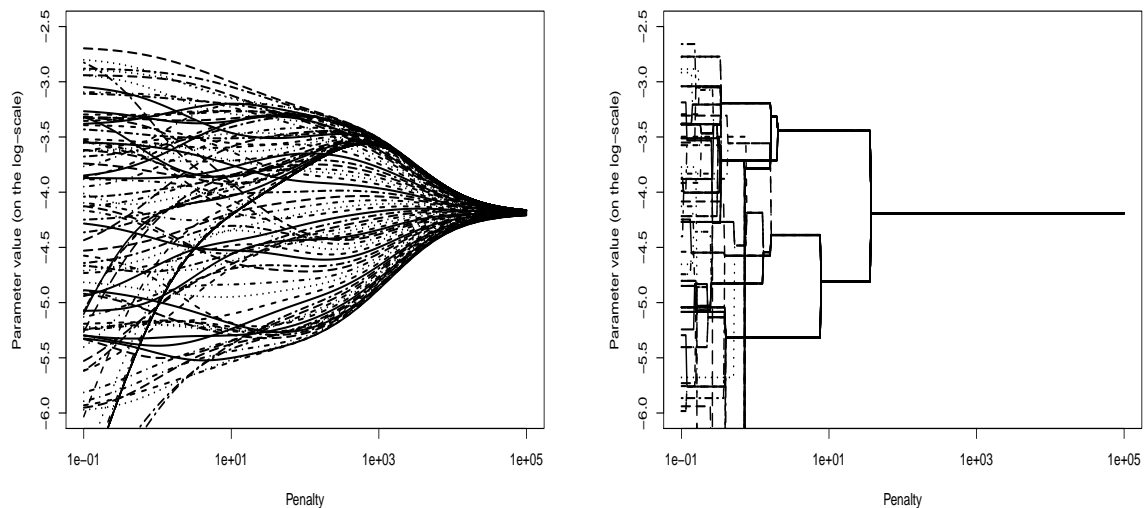 Parameter value (on the log−scale)
−2.5
−3.0
−3.5
−4.0
−4.5
−5.0
−5.5
−6.0
1e−01
1e+01
1e+03
1e+05
Penalty
Parameter value (on the log−scale)
−2.5
−3.0
−3.5
−4.0
−4.5
−5.0
−5.5
−6.0
1e−01
1e+01
1e+03
1e+05
Penalty